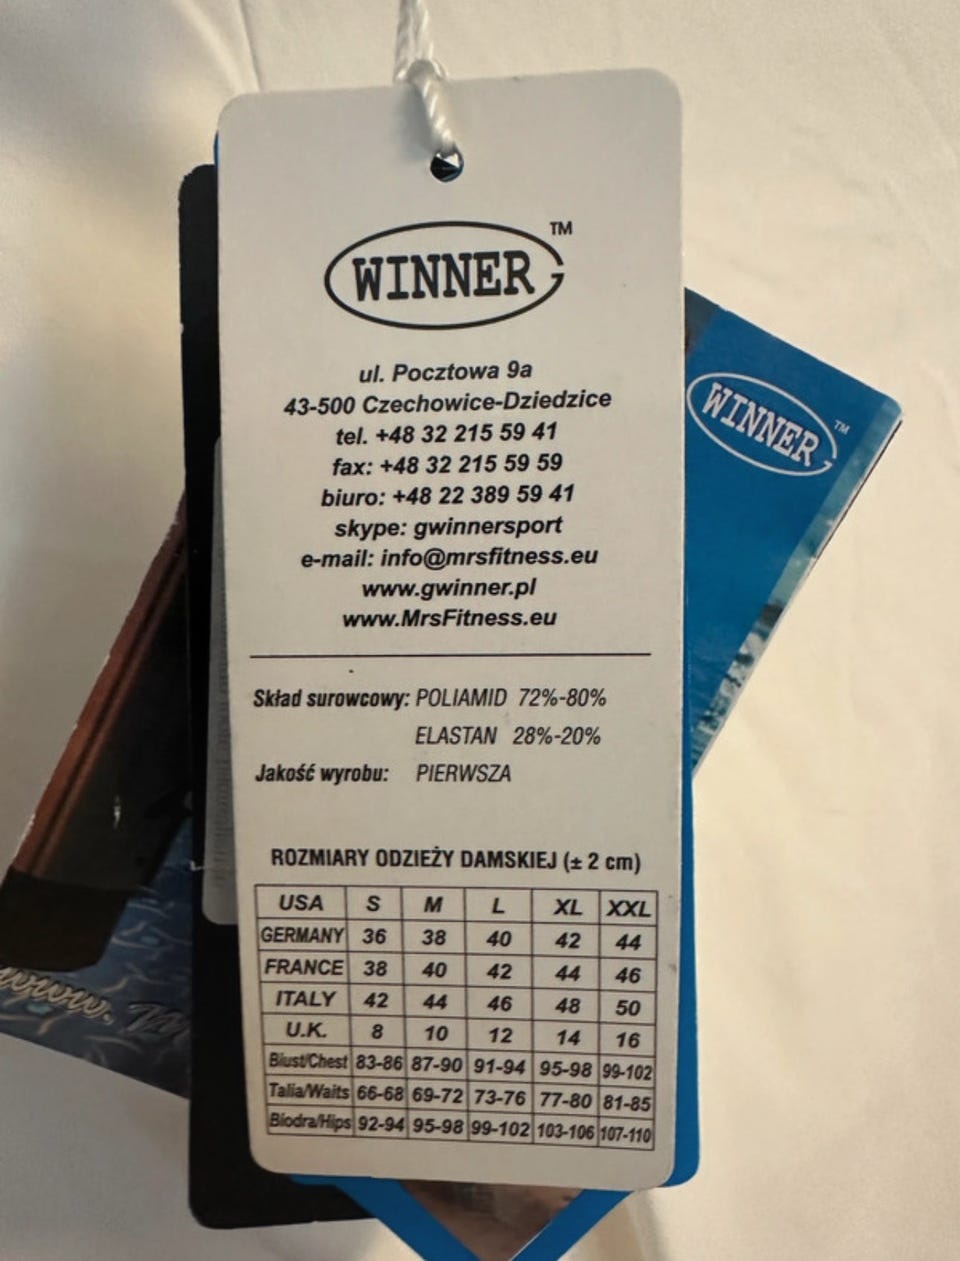 WINNER TM
ul. Pocztowa 9a
43-500 Czechowice-Dziedzice
tel. +48 32 215 59 41
fax: +48 32 215 59 59
biuro: +48 22 389 59 41
skype: gwinnersport
e-mail: info@mrsfitness.eu
www.gwinner.pl
www.MrsFitness.eu
Skład surowcowy: POLIAMID 72%-80%
ELASTAN 28%-20%
Jakość wyrobu: PIERWSZA
ROZMIARY ODZIEŻY DAMSKIEJ (± 2 cm)
USA S M L XL XXL
GERMANY 36 38 40 42 44
FRANCE 38 40 42 44 46
ITALY 42 44 46 48 50
U.K. 8 10 12 14 16
Biust/Chest 83-86 87-90 91-94 95-98 99-102
Talia/Waits 66-68 69-72 73-76 77-80 81-85
Biodra/Hips 92-94 95-98 99-102 103-106 107-110
WINNER TM
www.